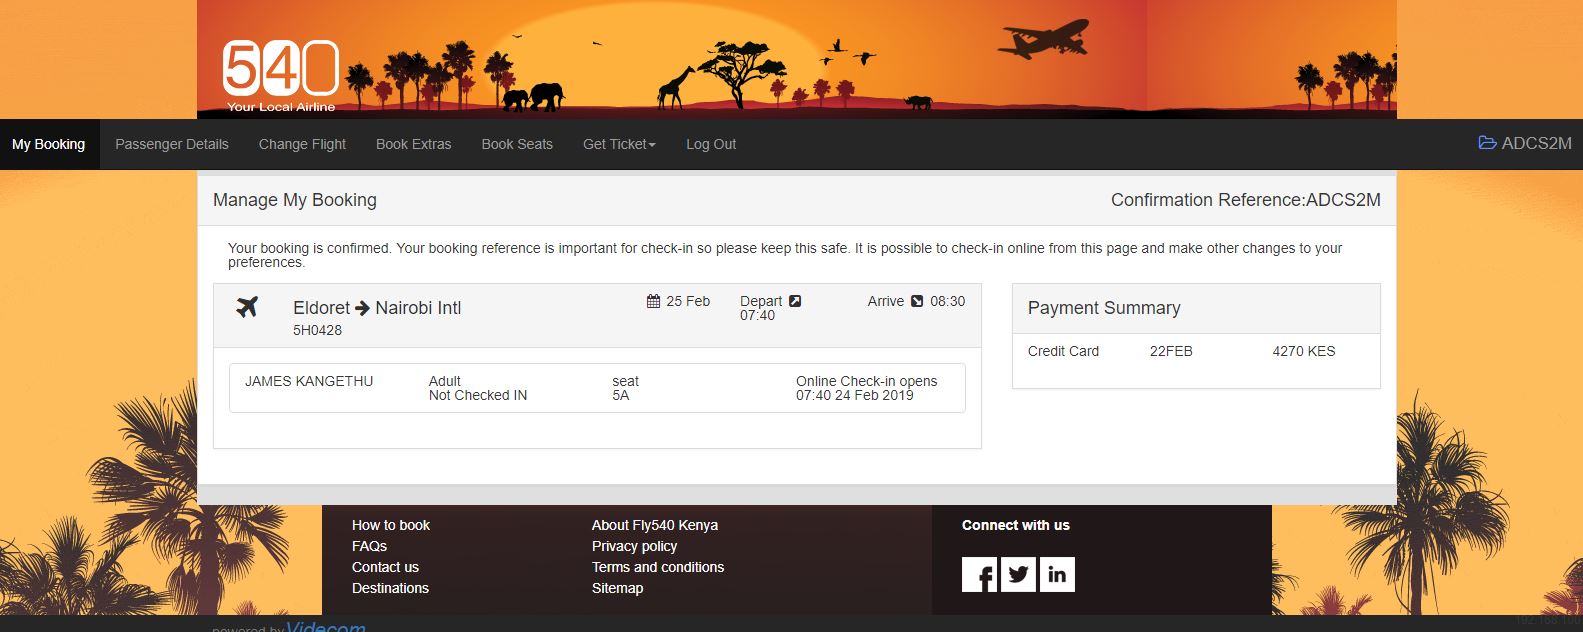 540
Your Local Airline
My Booking Passenger Details Change Flight Book Extras Book Seats Get Ticket Log Out ADCS2M
Manage My Booking Confirmation Reference:ADCS2M
Your booking is confirmed. Your booking reference is important for check-in so please keep this safe. It is possible to check-in online from this page and make other changes to your
preferences.
Eldoret Nairobi Intl
5H0428
25 Feb
Depart
07:40
Arrive 08:30
Payment Summary
Credit Card 22FEB 4270 KES
JAMES KANGETHU
Adult
Not Checked IN
seat
5A
Online Check-in opens
07:40 24 Feb 2019
How to book
FAQs
Contact us
Destinations
About Fly540 Kenya
Privacy policy
Terms and conditions
Sitemap
Connect with us
powered by Videcom
192.168.100